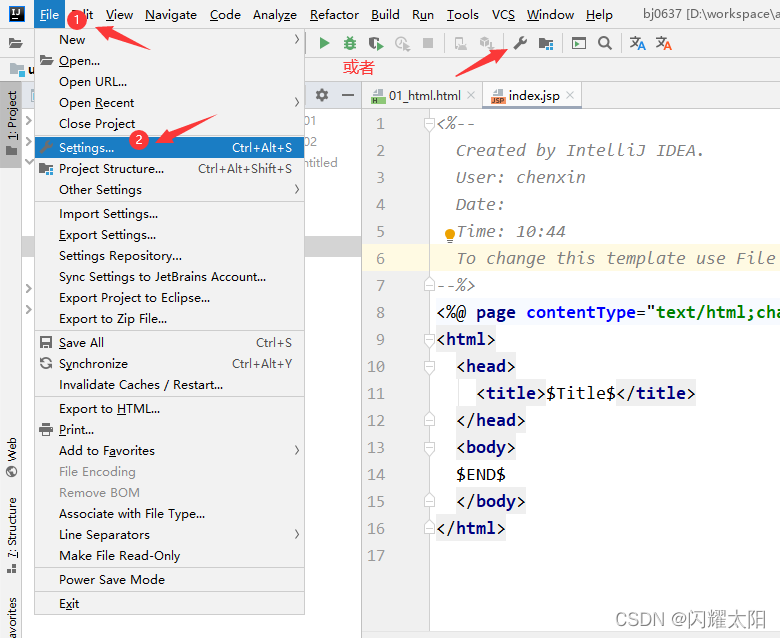 File Edit View Navigate Code Analyze Refactor Build Run Tools VCS Window Help bj0637 [D:\workspace\
1
或者
New
Open...
Open URL...
Open Recent
Close Project
2
Settings... Ctrl+Alt+S
Project Structure... Ctrl+Alt+Shift+S
Other Settings
Import Settings...
Export Settings...
Settings Repository...
Sync Settings to JetBrains Account...
Export Project to Eclipse...
Export to Zip File...
Save All Ctrl+S
Synchronize Ctrl+Alt+Y
Invalidate Caches / Restart...
Export to HTML...
Print...
Add to Favorites
File Encoding
Remove BOM
Associate with File Type...
Line Separators
Make File Read-Only
Power Save Mode
Exit
1: Project
Web
7: Structure
avorites
01
02
ntitled
01_html.html index.jsp
1 <%--
2 Created by IntelliJ IDEA.
3 User: chenxin
4 Date:
5 Time: 10:44
6 To change this template use File
7 --%>
8 <%@ page contentType="text/html;cha
9 <html>
10 <head>
11 <title>$Title$</title>
12 </head>
13 <body>
14 $END$
15 </body>
16 </html>
17
CSDN @闪耀太阳